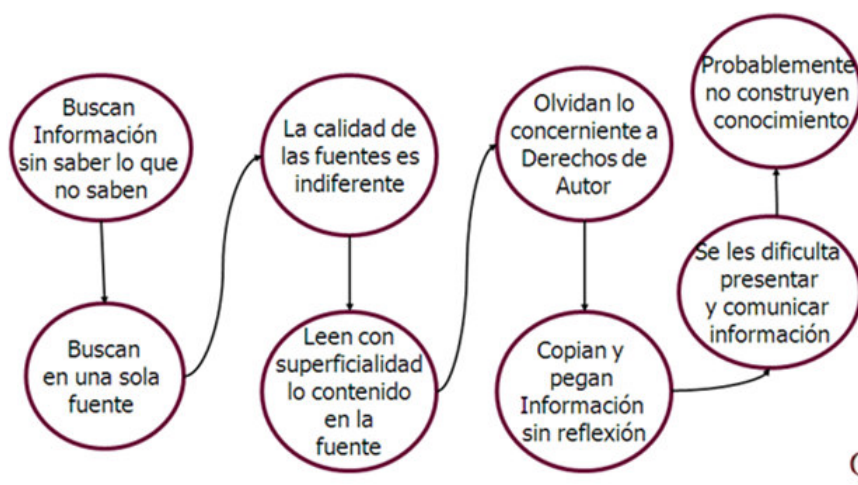 Buscan
Información
sin saber lo que
no saben
Buscan
en una sola
fuente
La calidad de
las fuentes es
indiferente
Leen con
superficialidad
lo contenido
en la
fuente
Olvidan lo
concerniente a
Derechos de
Autor
Copian y
pegan
Información
sin reflexión
Se les dificulta
presentar
y comunicar
información
Probablemente
no construyen
conocimiento